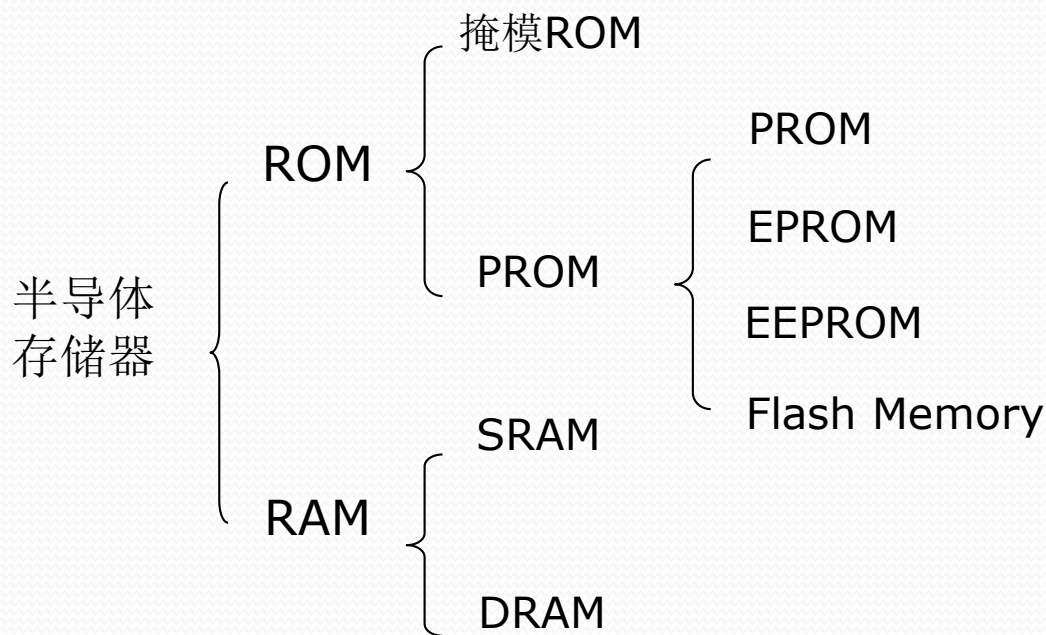 掩模ROM
ROM
PROM
PROM
EPROM
EEPROM
Flash Memory
半导体
存储器
RAM
SRAM
DRAM